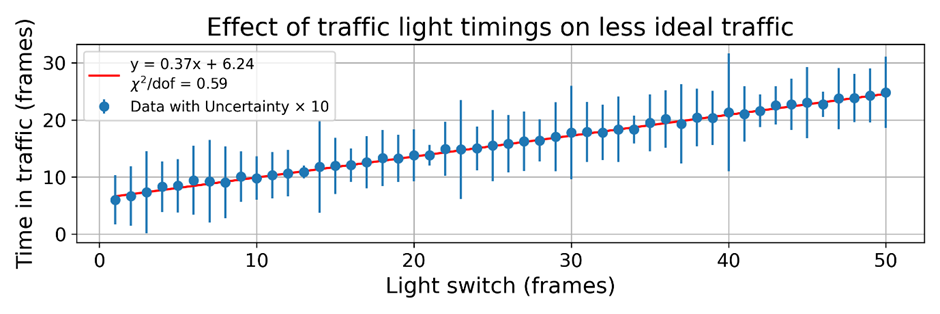 Effect of traffic light timings on less ideal traffic
Time in traffic (frames)
30
20
10
0
y = 0.37x + 6.24
χ²/dof = 0.59
Data with Uncertainty × 10
0 10 20 30 40 50
Light switch (frames)